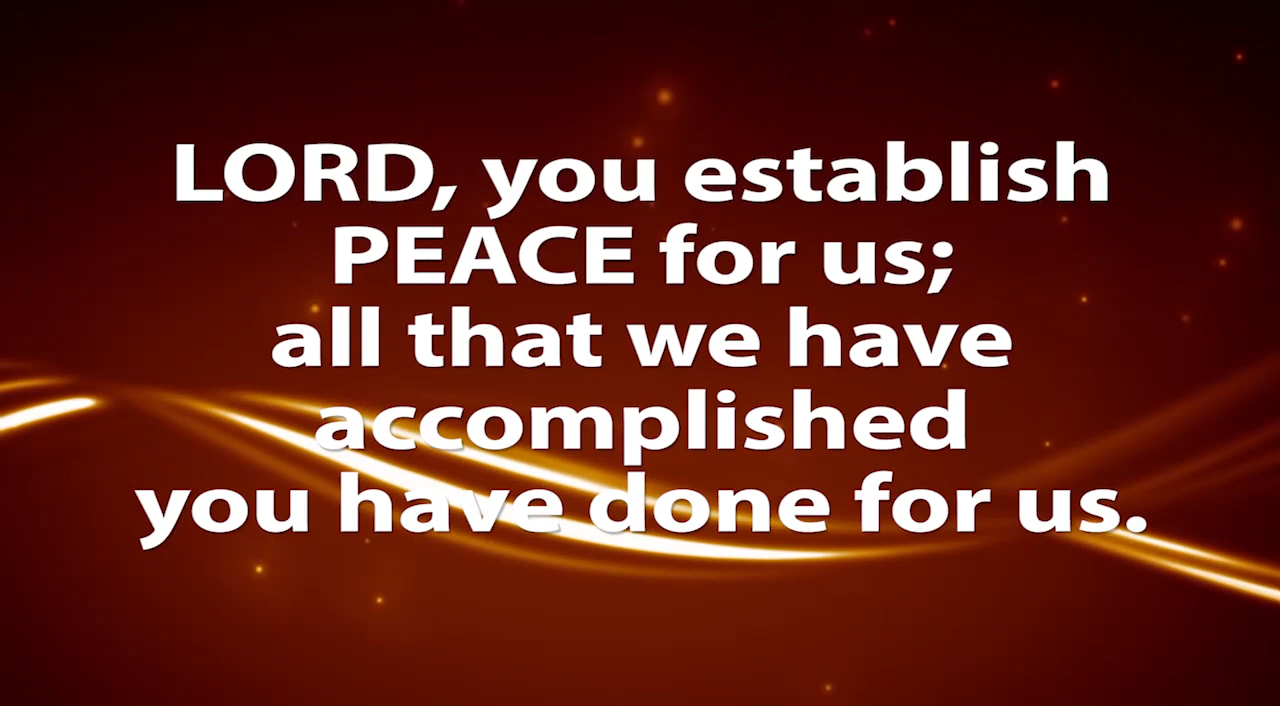 LORD, you establish
PEACE for us;
all that we have
accomplished
you have done for us.